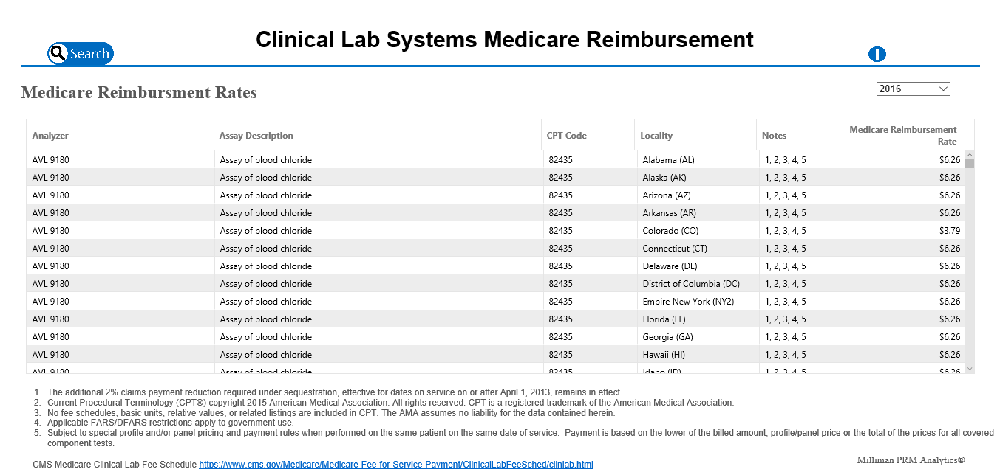 Clinical Lab Systems Medicare Reimbursement
Search
Medicare Reimbursment Rates
2016
Analyzer Assay Description CPT Code Locality Notes Medicare Reimbursement
Rate
AVL 9180 Assay of blood chloride 82435 Alabama (AL) 1, 2, 3, 4, 5 $6.26
AVL 9180 Assay of blood chloride 82435 Alaska (AK) 1, 2, 3, 4, 5 $6.26
AVL 9180 Assay of blood chloride 82435 Arizona (AZ) 1, 2, 3, 4, 5 $6.26
AVL 9180 Assay of blood chloride 82435 Arkansas (AR) 1, 2, 3, 4, 5 $6.26
AVL 9180 Assay of blood chloride 82435 Colorado (CO) 1, 2, 3, 4, 5 $3.79
AVL 9180 Assay of blood chloride 82435 Connecticut (CT) 1, 2, 3, 4, 5 $6.26
AVL 9180 Assay of blood chloride 82435 Delaware (DE) 1, 2, 3, 4, 5 $6.26
AVL 9180 Assay of blood chloride 82435 District of Columbia (DC) 1, 2, 3, 4, 5 $6.26
AVL 9180 Assay of blood chloride 82435 Empire New York (NY2) 1, 2, 3, 4, 5 $6.26
AVL 9180 Assay of blood chloride 82435 Florida (FL) 1, 2, 3, 4, 5 $6.26
AVL 9180 Assay of blood chloride 82435 Georgia (GA) 1, 2, 3, 4, 5 $6.26
AVL 9180 Assay of blood chloride 82435 Hawaii (HI) 1, 2, 3, 4, 5 $6.26
AVL 9180 Assay of blood chloride 82435 Idaho (ID) 1, 2, 3, 4, 5 $6.26
1. The additional 2% claims payment reduction required under sequestration, effective for dates on service on or after April 1, 2013, remains in effect.
2. Current Procedural Terminology (CPT®) copyright 2015 American Medical Association. All rights reserved. CPT is a registered trademark of the American Medical Association.
3. No fee schedules, basic units, relative values, or related listings are included in CPT. The AMA assumes no liability for the data contained herein.
4. Applicable FARS/DFARS restrictions apply to government use.
5. Subject to special profile and/or panel pricing and payment rules when performed on the same patient on the same date of service. Payment is based on the lower of the billed amount, profile/panel price or the total of the prices for all covered
component tests.
CMS Medicare Clinical Lab Fee Schedule https://www.cms.gov/Medicare/Medicare-Fee-for-Service-Payment/ClinicalLabFeeSched/clinlab.html
Milliman PRM Analytics®